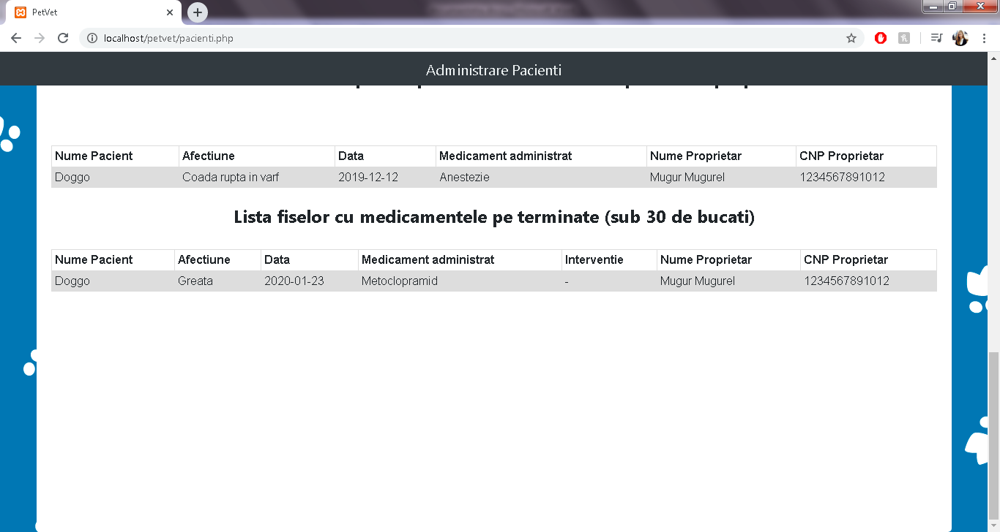 PetVet
localhost/petvet/pacienti.php
Administrare Pacienti
Nume Pacient Afectiune Data Medicament administrat Nume Proprietar CNP Proprietar
Doggo Coada rupta in varf 2019-12-12 Anestezie Mugur Mugurel 1234567891012
Lista fiselor cu medicamentele pe terminate (sub 30 de bucati)
Nume Pacient Afectiune Data Medicament administrat Interventie Nume Proprietar CNP Proprietar
Doggo Greata 2020-01-23 Metoclopramid - Mugur Mugurel 1234567891012